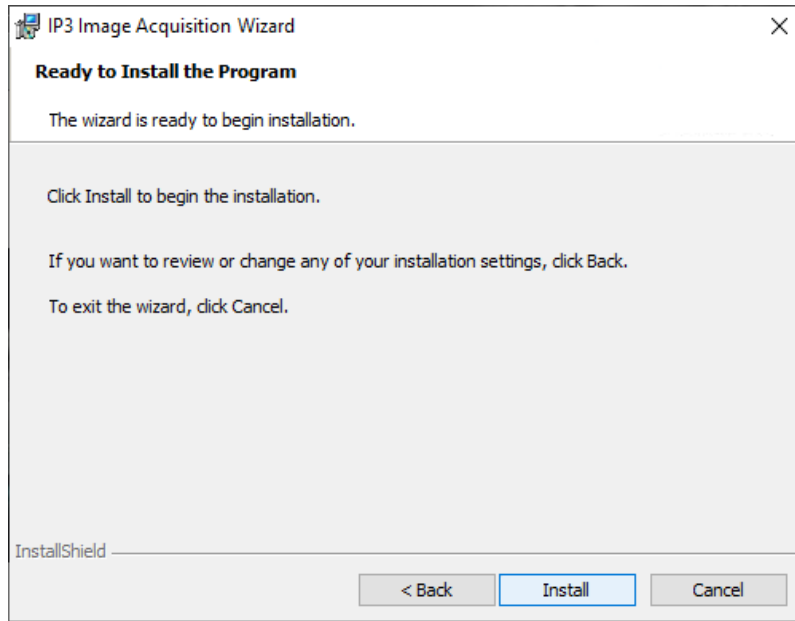 IP3 Image Acquisition Wizard
Ready to Install the Program
The wizard is ready to begin installation.
Click Install to begin the installation.
If you want to review or change any of your installation settings, click Back.
To exit the wizard, click Cancel.
InstallShield
< Back Install Cancel